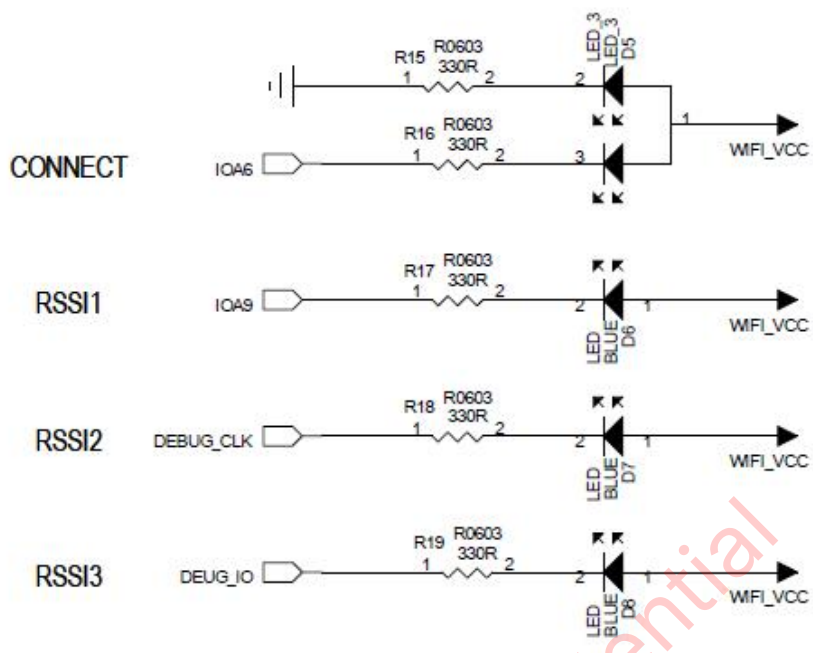 LED_3
LED_3
D5
R15 R0603
330R
1 2 2
R16 R0603
330R
1 2 3
1
WIFI_VCC
CONNECT IOA6
R17 R0603
330R
RSSI1 IOA9 1 2 2 1
WIFI_VCC
LED
BLUE
D6
R18 R0603
330R
RSSI2 DEBUG_CLK 1 2 2 1
WIFI_VCC
LED
BLUE
D7
R19 R0603
330R
RSSI3 DEUG_IO 1 2 2 1
WIFI_VCC
LED
BLUE
D8
ential